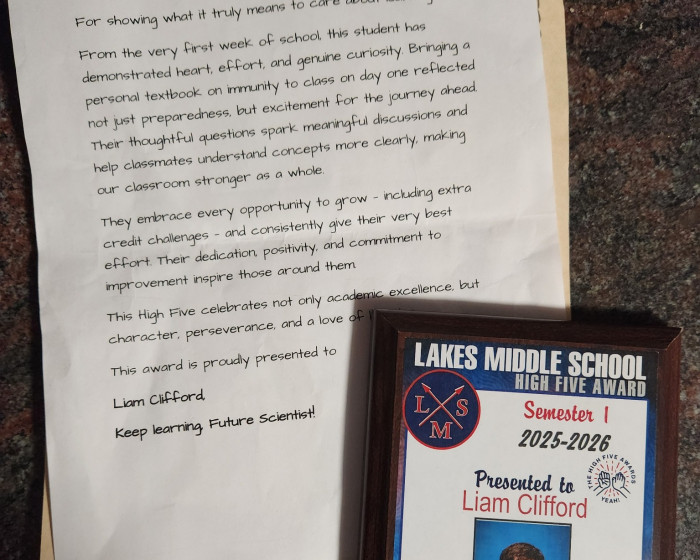 For showing what it truly means to care about
From the very first week of school, this student has
demonstrated heart, effort, and genuine curiosity. Bringing a
personal textbook on immunity to class on day one reflected
not just preparedness, but excitement for the journey ahead.
Their thoughtful questions spark meaningful discussions and
help classmates understand concepts more clearly, making
our classroom stronger as a whole.
They embrace every opportunity to grow - including extra
credit challenges - and consistently give their very best
effort. Their dedication, positivity, and commitment to
improvement inspire those around them.
This High Five celebrates not only academic excellence, but
character, perseverance, and a love of
This award is proudly presented to
Liam Clifford,
Keep learning, Future Scientist!
LAKES MIDDLE SCHOOL
HIGH FIVE AWARD
L S
M
Semester 1
2025-2026
THE HIGH FIVE AWARDS
YEAH!
Presented to
Liam Clifford